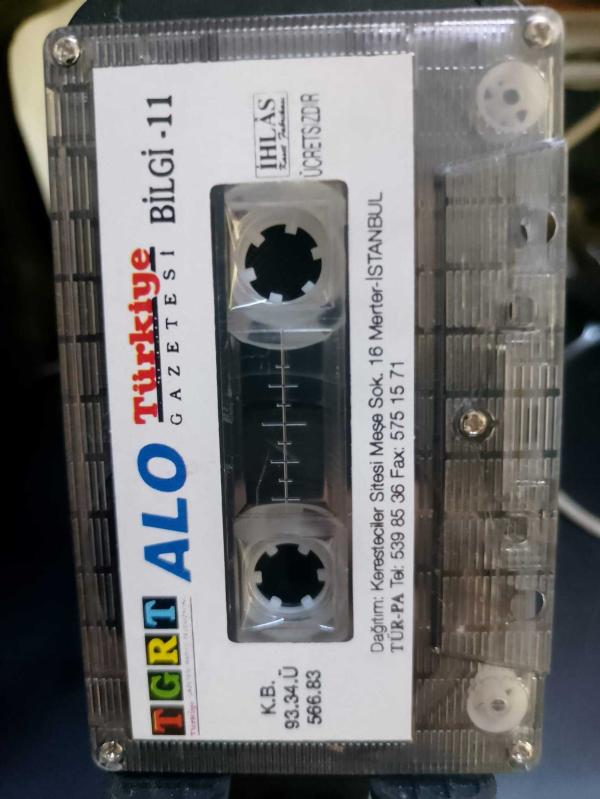 TGRT
ALO
Türkiye
GAZETESİ
BİLGİ -11
İHLÂS
ÜCRETSİZDİR
K.B.
93.34.Ü
566.83
Dağıtım: Keresteciler Sitesi Meşe Sok. 16 Merter-İSTANBUL
TÜR-PA Tel: 539 85 36 Fax: 575 15 71